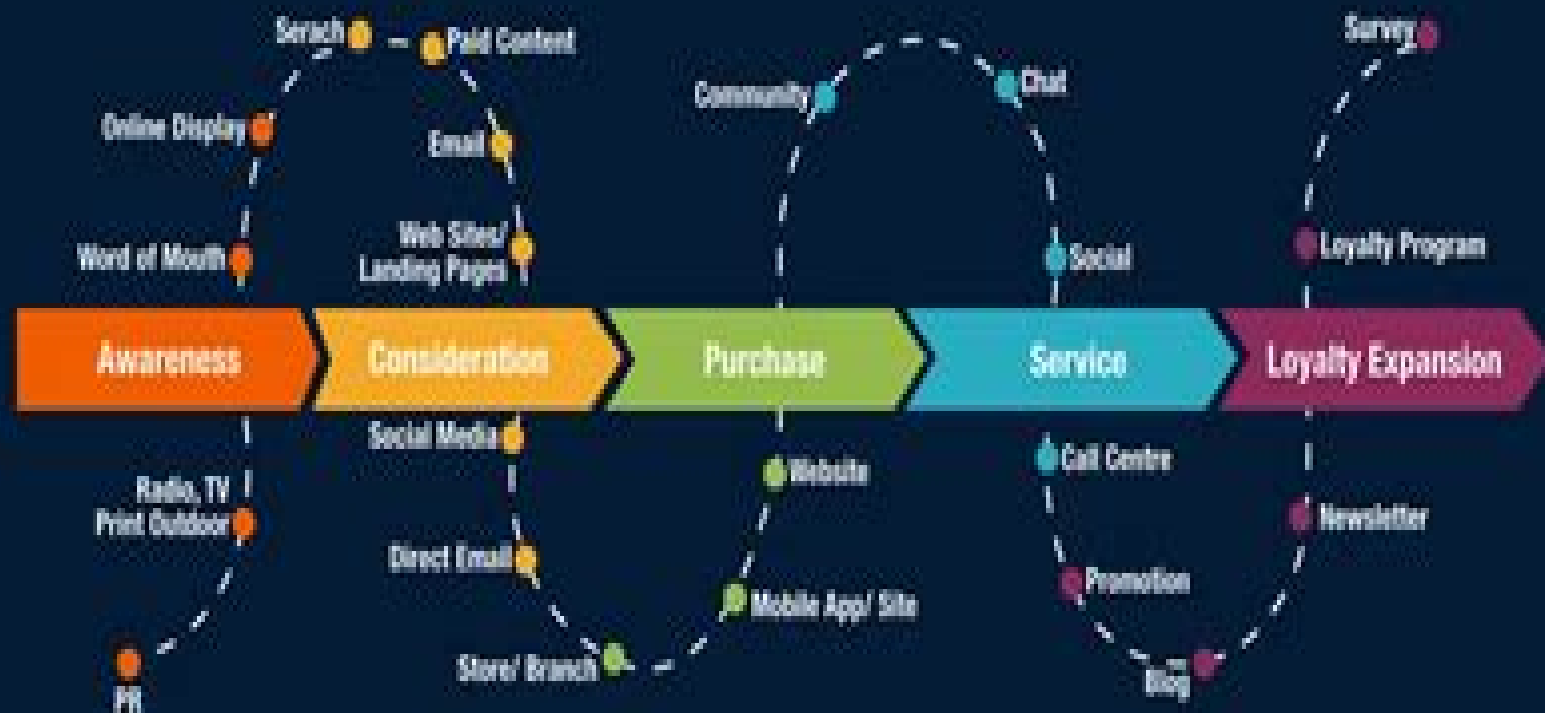 Serach
Paid Content
Survey
Community
Chat
Online Display
Email
Web Sites/
Landing Pages
Word of Mouth
Social
Loyalty Program
Awareness
Consideration
Purchase
Service
Loyalty Expansion
Social Media
Website
Call Centre
Radio, TV
Print Outdoor
Newsletter
Direct Email
Promotion
Mobile App/ Site
Store/ Branch
Blog
PR